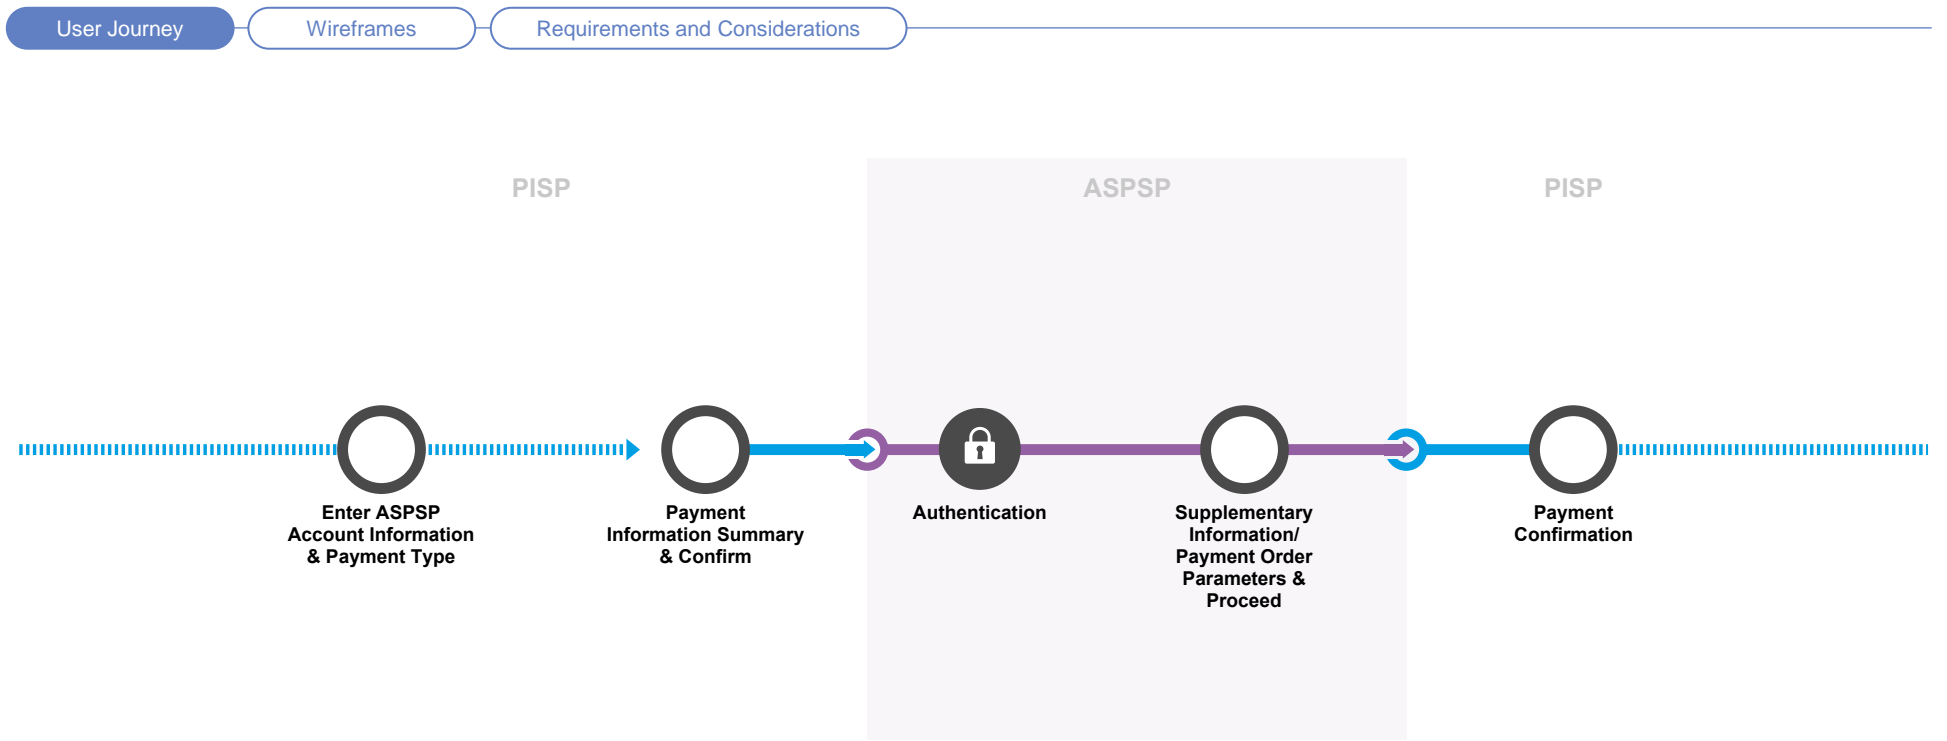 User Journey
Wireframes
Requirements and Considerations
PISP
ASPSP
PISP
Enter ASPSP
Account Information
& Payment Type
Payment
Information Summary
& Confirm
Authentication
Supplementary
Information/
Payment Order
Parameters &
Proceed
Payment
Confirmation